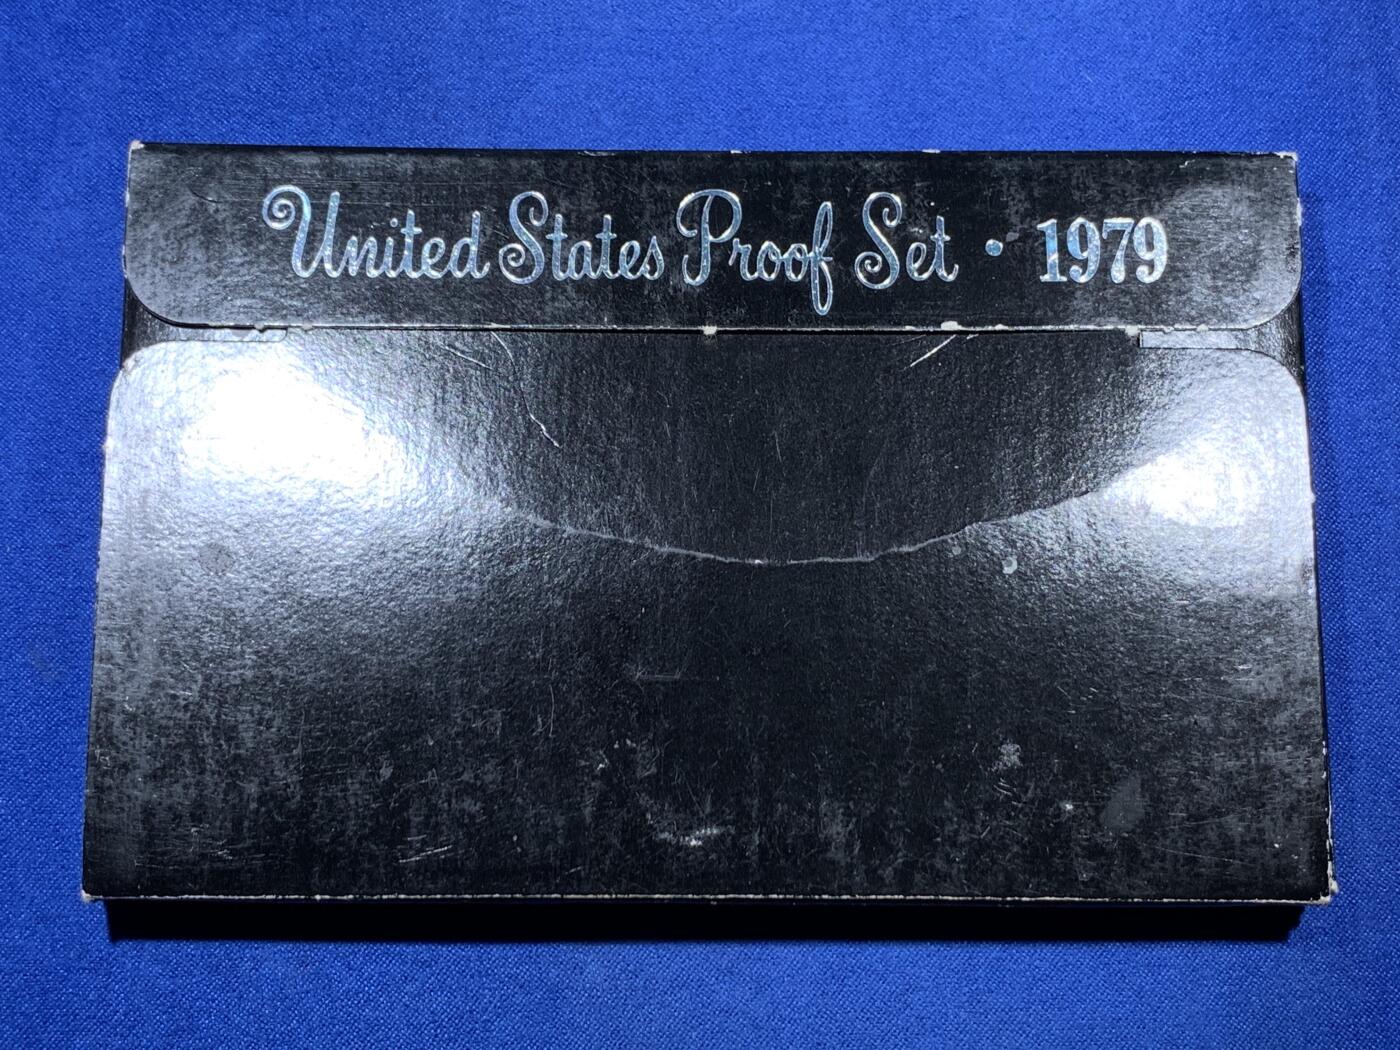 United States Proof Set • 1979